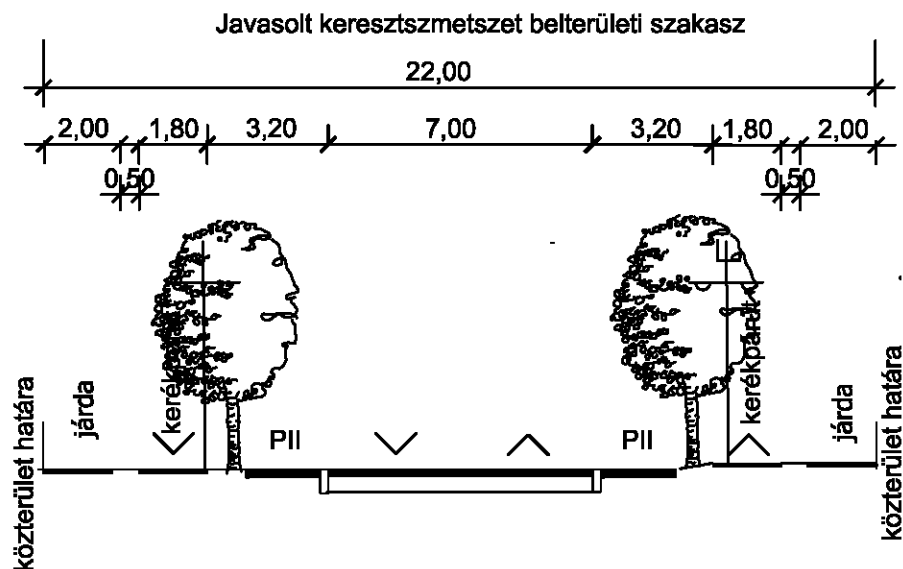 Javasolt keresztszmetszet belterületi szakasz
22,00
2,00 1,80 3,20 7,00 3,20 1,80 2,00
0,50 0,50
közterület határa
járda
PII
PII
kerékpárút
járda
közterület határa